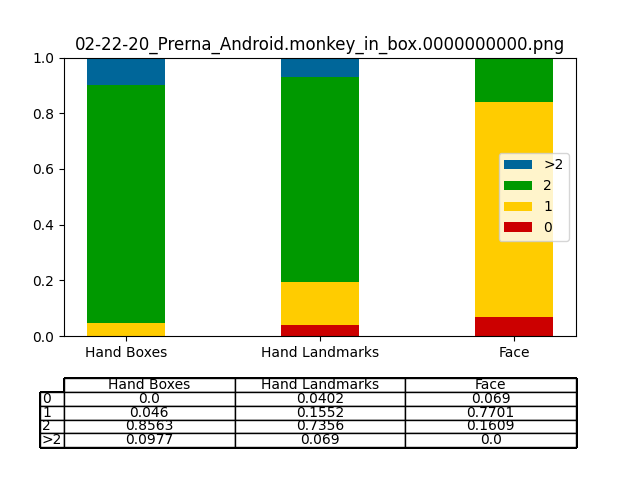 02-22-20_Prerna_Android.monkey_in_box.0000000000.png
1.0
0.8
0.6
0.4
0.2
0.0
>2
2
1
0
Hand Boxes Hand Landmarks Face
Hand Boxes Hand Landmarks Face
0 0.0 0.0402 0.069
1 0.046 0.1552 0.7701
2 0.8563 0.7356 0.1609
>2 0.0977 0.069 0.0